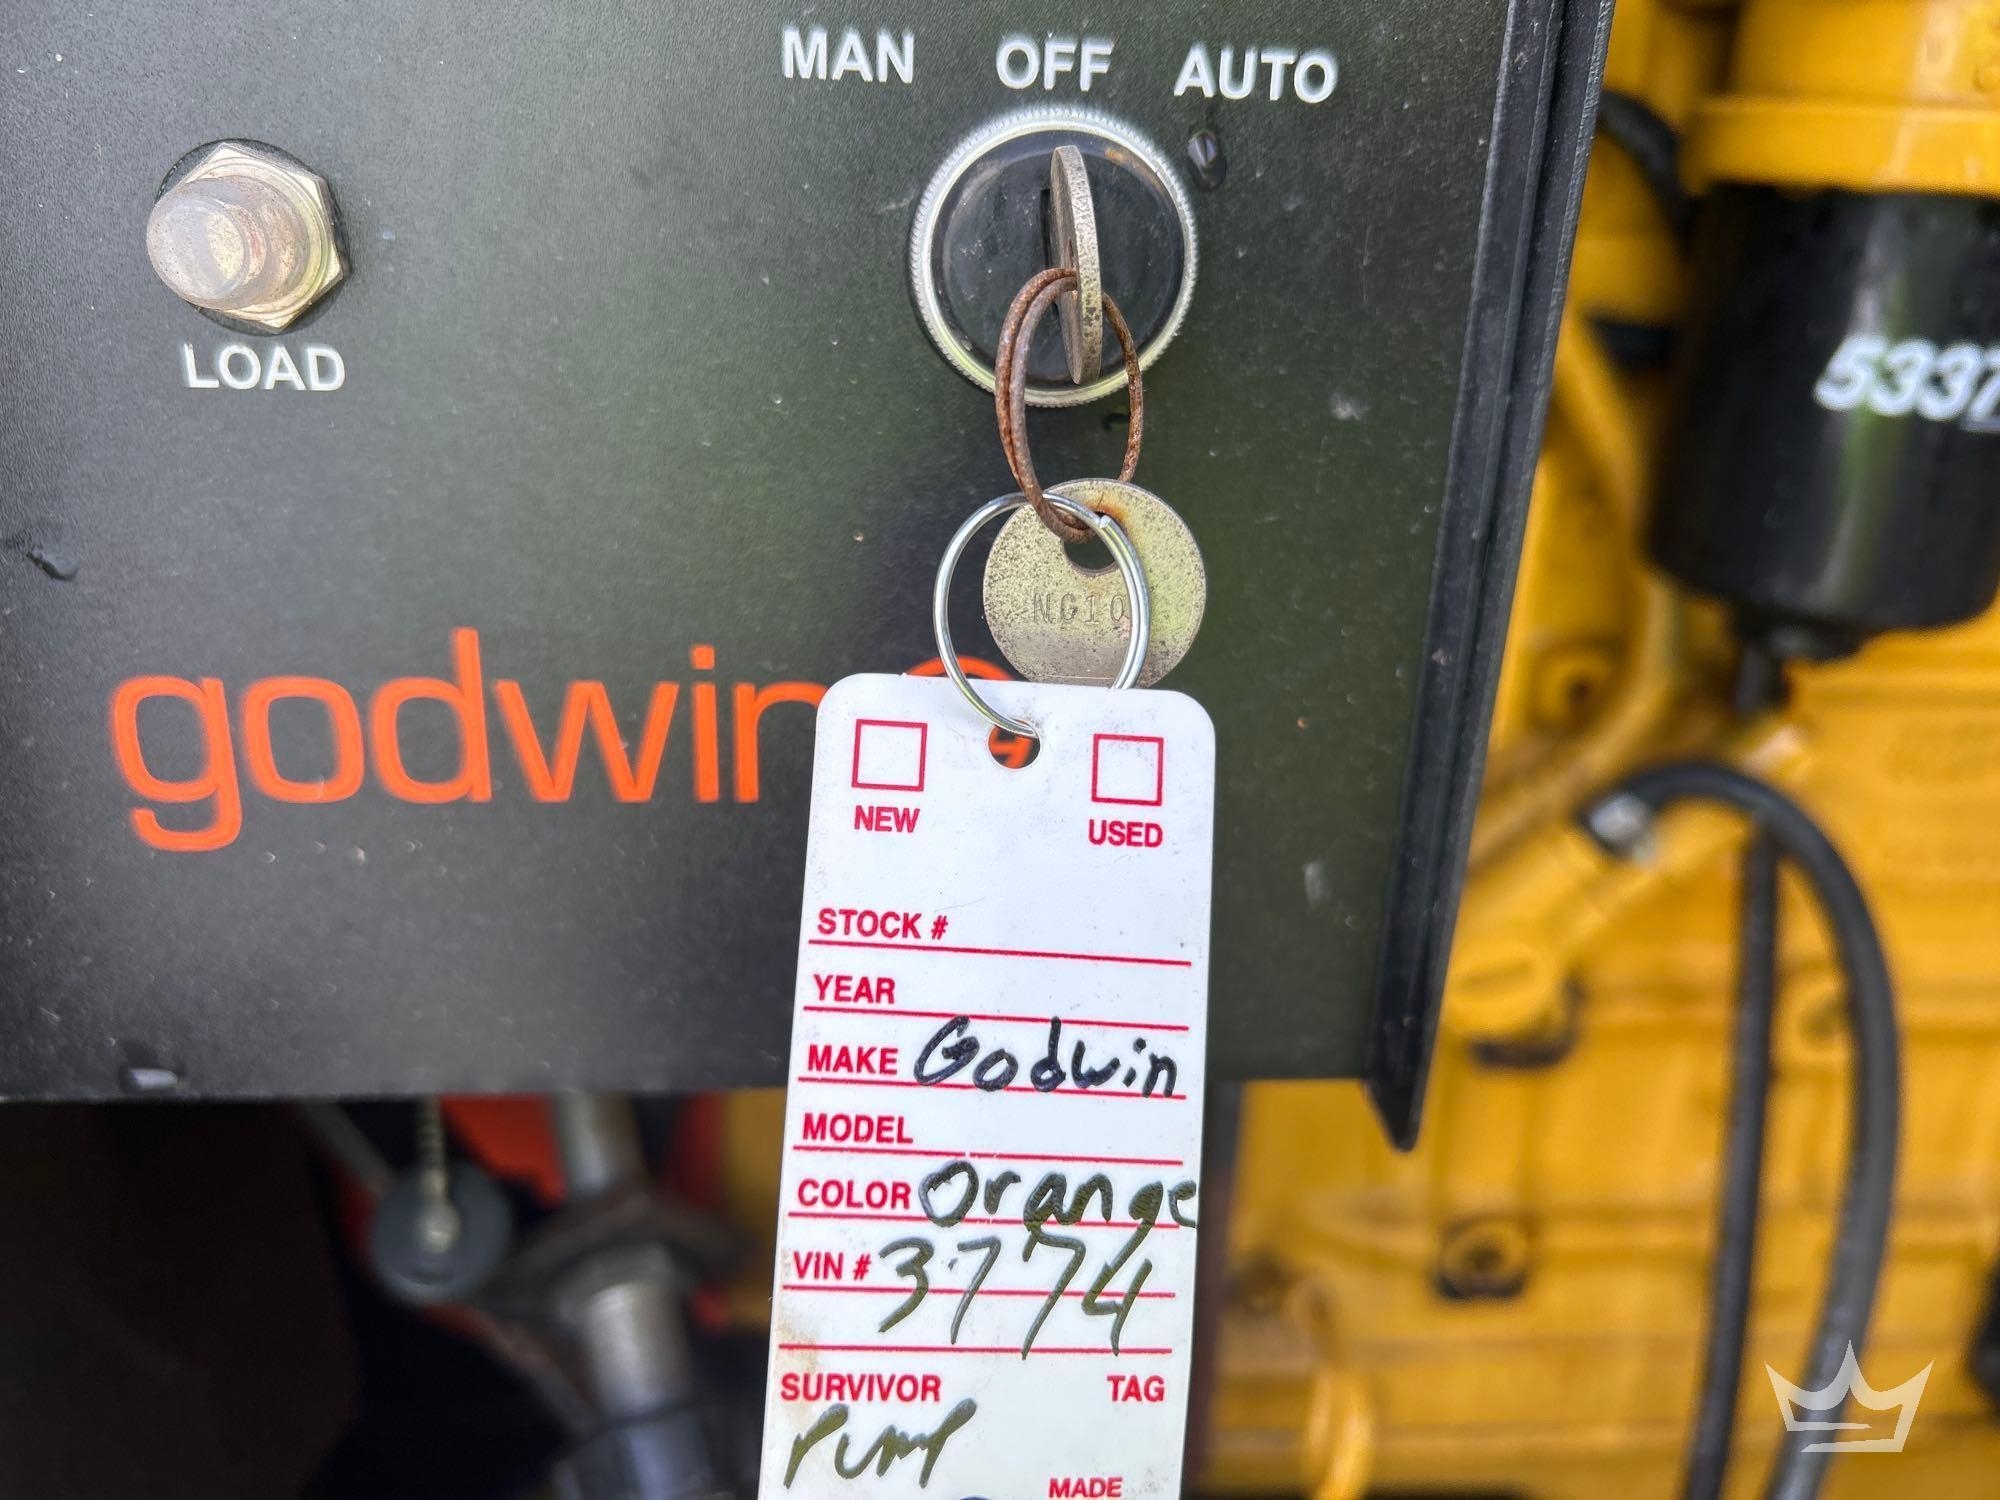 MAN OFF AUTO
LOAD
5337
NG10
godwin
NEW USED
STOCK #
YEAR
MAKE Godwin
MODEL
COLOR Orange
VIN # 3774
SURVIVOR TAG
PUMP
MADE